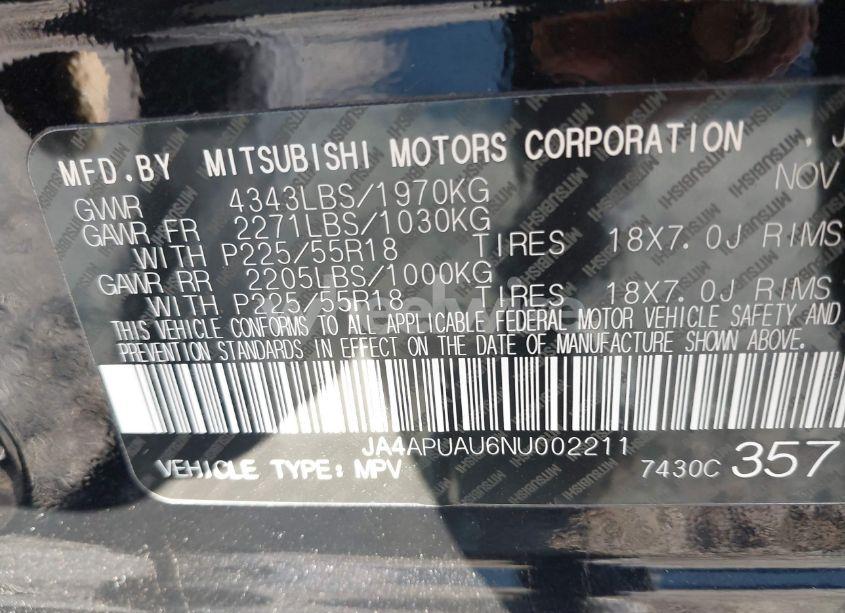 MFD.BY MITSUBISHI MOTORS CORPORATION , J
GVWR 4343LBS/1970KG NOV
GAWR FR 2271LBS/1030KG
WITH P225/55R18 TIRES 18X7.0J RIMS
GAWR RR 2205LBS/1000KG
WITH P225/55R18 TIRES 18X7.0J RIMS
THIS VEHICLE CONFORMS TO ALL APPLICABLE FEDERAL MOTOR VEHICLE SAFETY AND
PREVENTION STANDARDS IN EFFECT ON THE DATE OF MANUFACTURE SHOWN ABOVE.
JA4APUAU6NU002211
VEHICLE TYPE: MPV 7430C 357